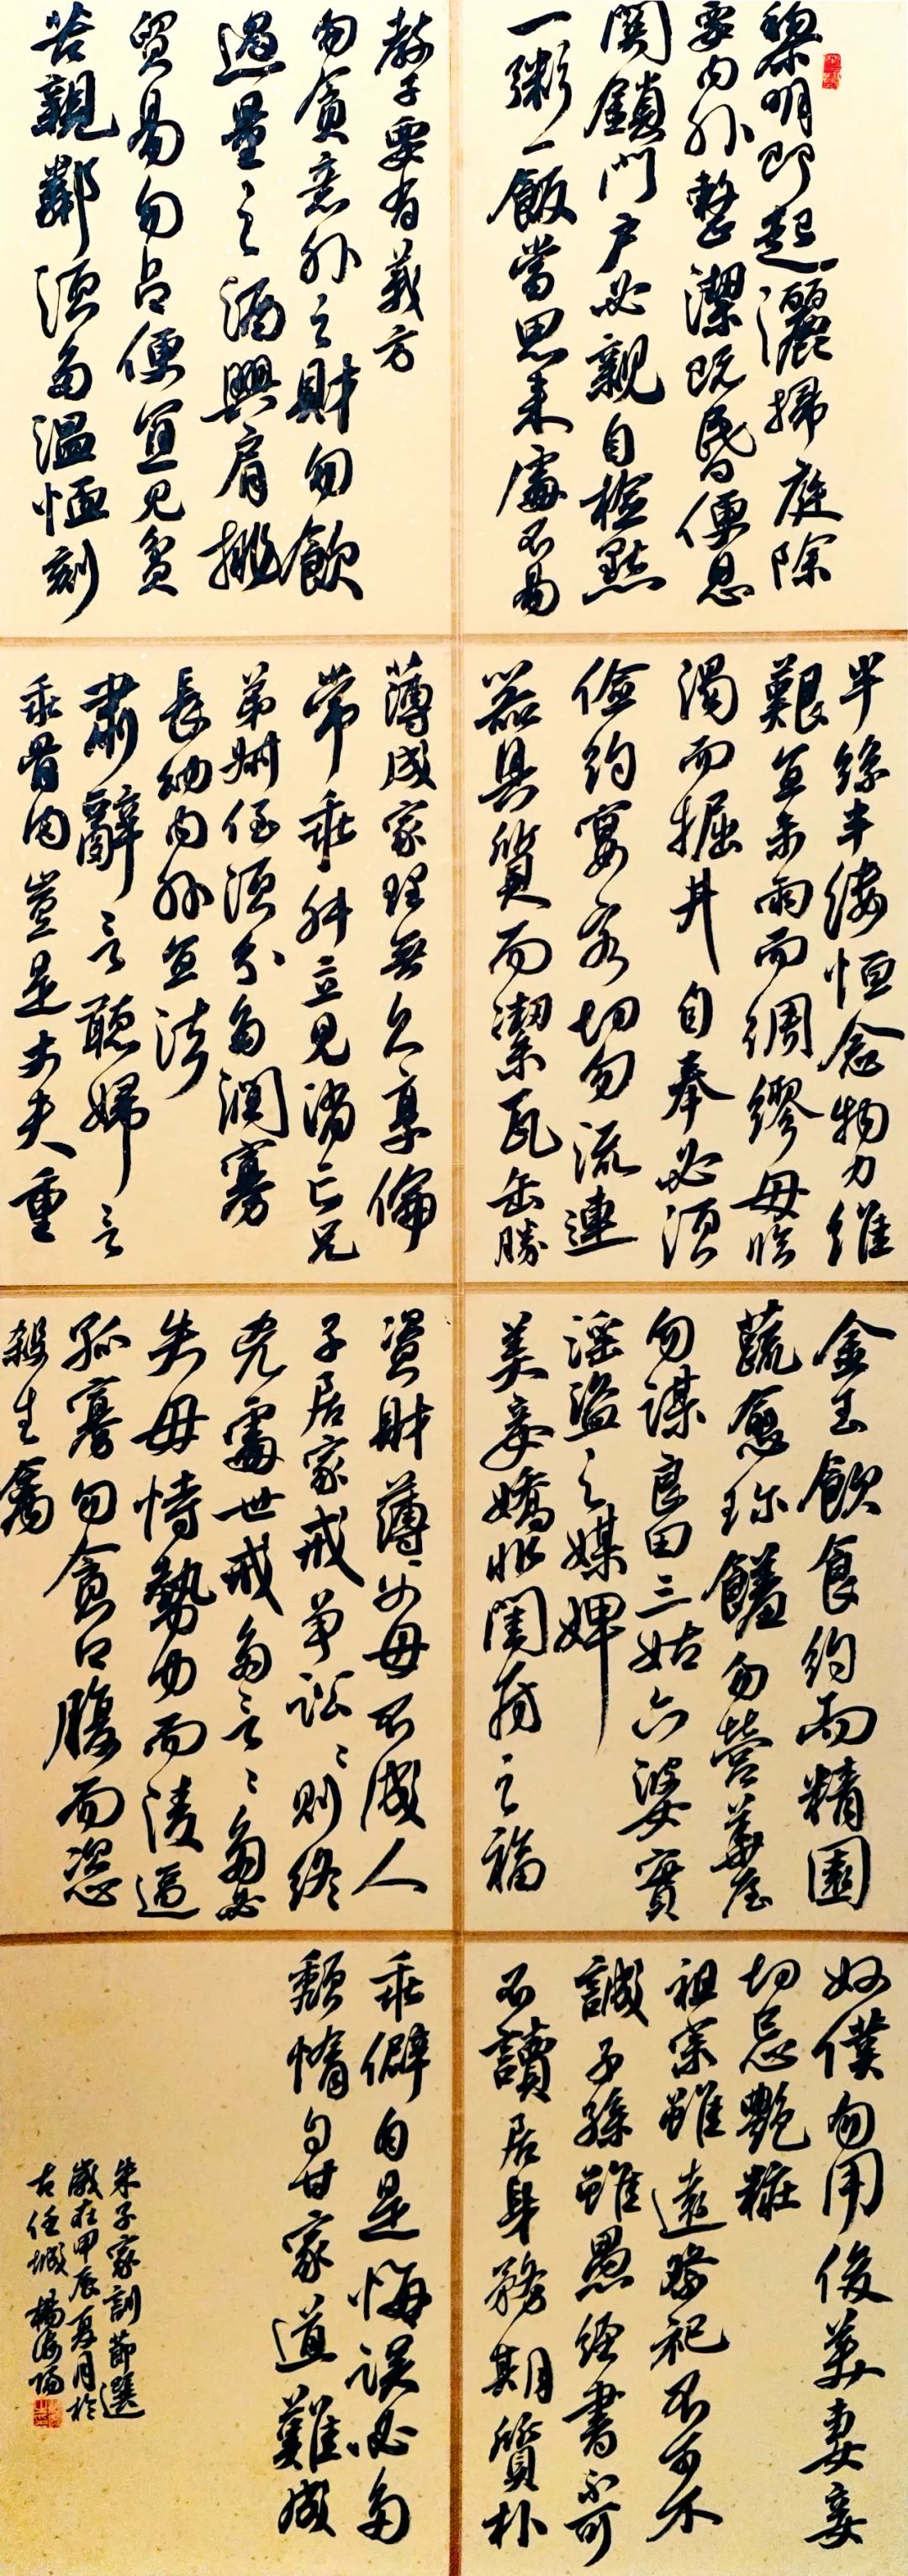 黎明即起灑掃庭除
要內外整潔既昏便息
關鎖門戶必親自檢點
一粥一飯當思來處不易
半絲半縷恒念物力維
艱宜未雨而綢繆毋臨
渴而掘井自奉必須
儉約宴客切勿流連
器具質而潔瓦缶勝
金玉飲食約而精園
蔬愈珍饈勿營華屋
勿謀良田三姑六婆實
淫盜之媒婢
美妾嬌非閨房之福
奴僕勿用俊美妻妾
切忌艷粧
祖宗雖遠祭祀不可不
誠子孫雖愚經書不可
不讀居身務期質朴
教子要有義方
勿貪意外之財勿飲
過量之酒與肩挑
貿易勿占便宜見貧
苦親鄰須多溫恤刻
薄成家理無久享倫
常乖舛立見消亡兄
弟叔侄須分多潤寡
長幼內外宜法
肅辭言聽婦言
乖骨肉豈是丈夫重
資財薄父母不成人
子居家戒爭訟訟則終
凶處世戒多言言多必
失毋恃勢力而凌逼
孤寡勿貪口腹而恣
殺生禽
乖僻自是悔誤必多
頹惰自甘家道難成
朱子家訓節選
歲在甲辰夏月於
古任城楊海陽